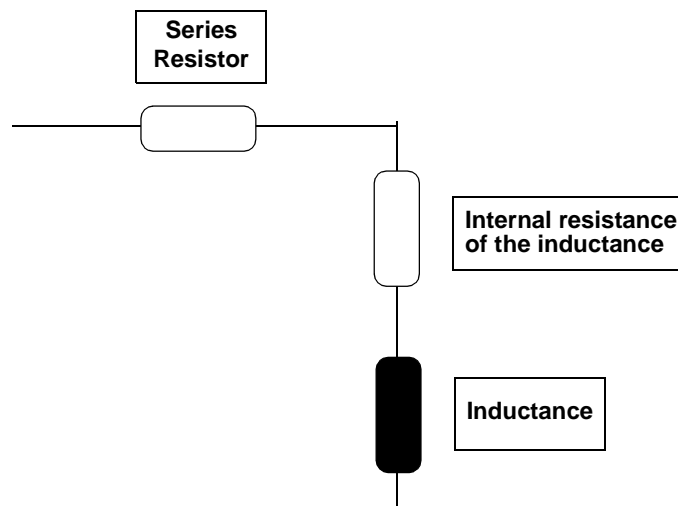 Series
Resistor
Internal resistance
of the inductance
Inductance